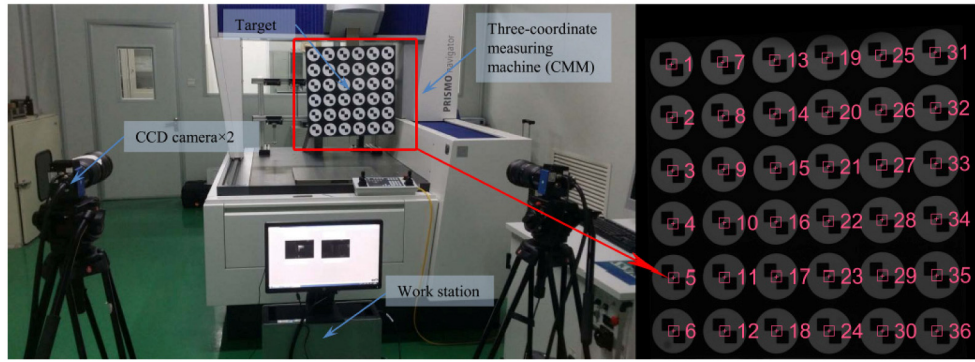 Target
Three-coordinate
measuring
machine (CMM)
PRISMO navigator
CCD camera×2
Work station
1 7 13 19 25 31
2 8 14 20 26 32
3 9 15 21 27 33
4 10 16 22 28 34
5 11 17 23 29 35
6 12 18 24 30 36